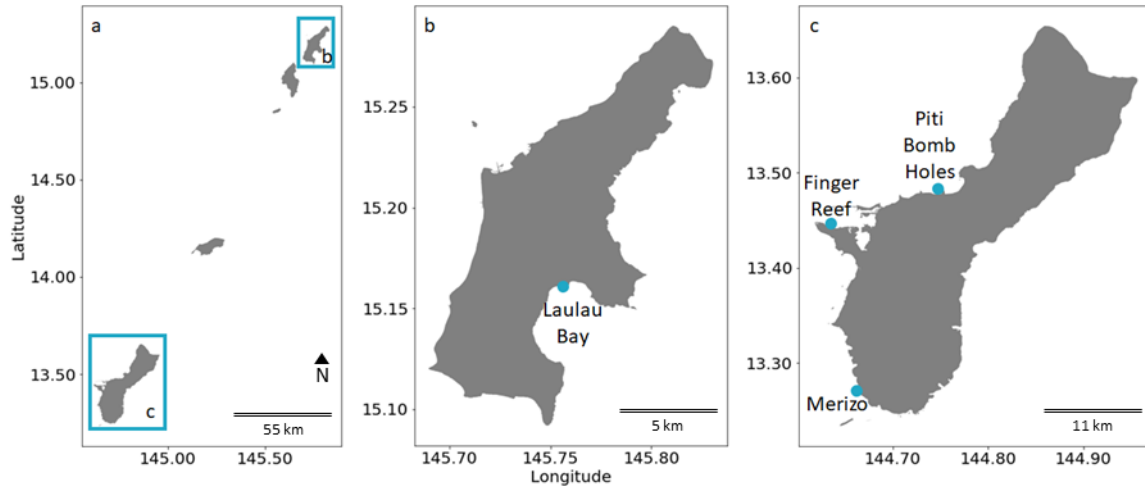 a
b
15.00
14.50
14.00
13.50
Latitude
c
N
55 km
145.00
145.50
b
15.25
15.20
15.15
15.10
Laulau
Bay
5 km
145.70
145.75
145.80
Longitude
c
13.60
13.50
13.40
13.30
Piti
Bomb
Holes
Finger
Reef
Merizo
11 km
144.70
144.80
144.90